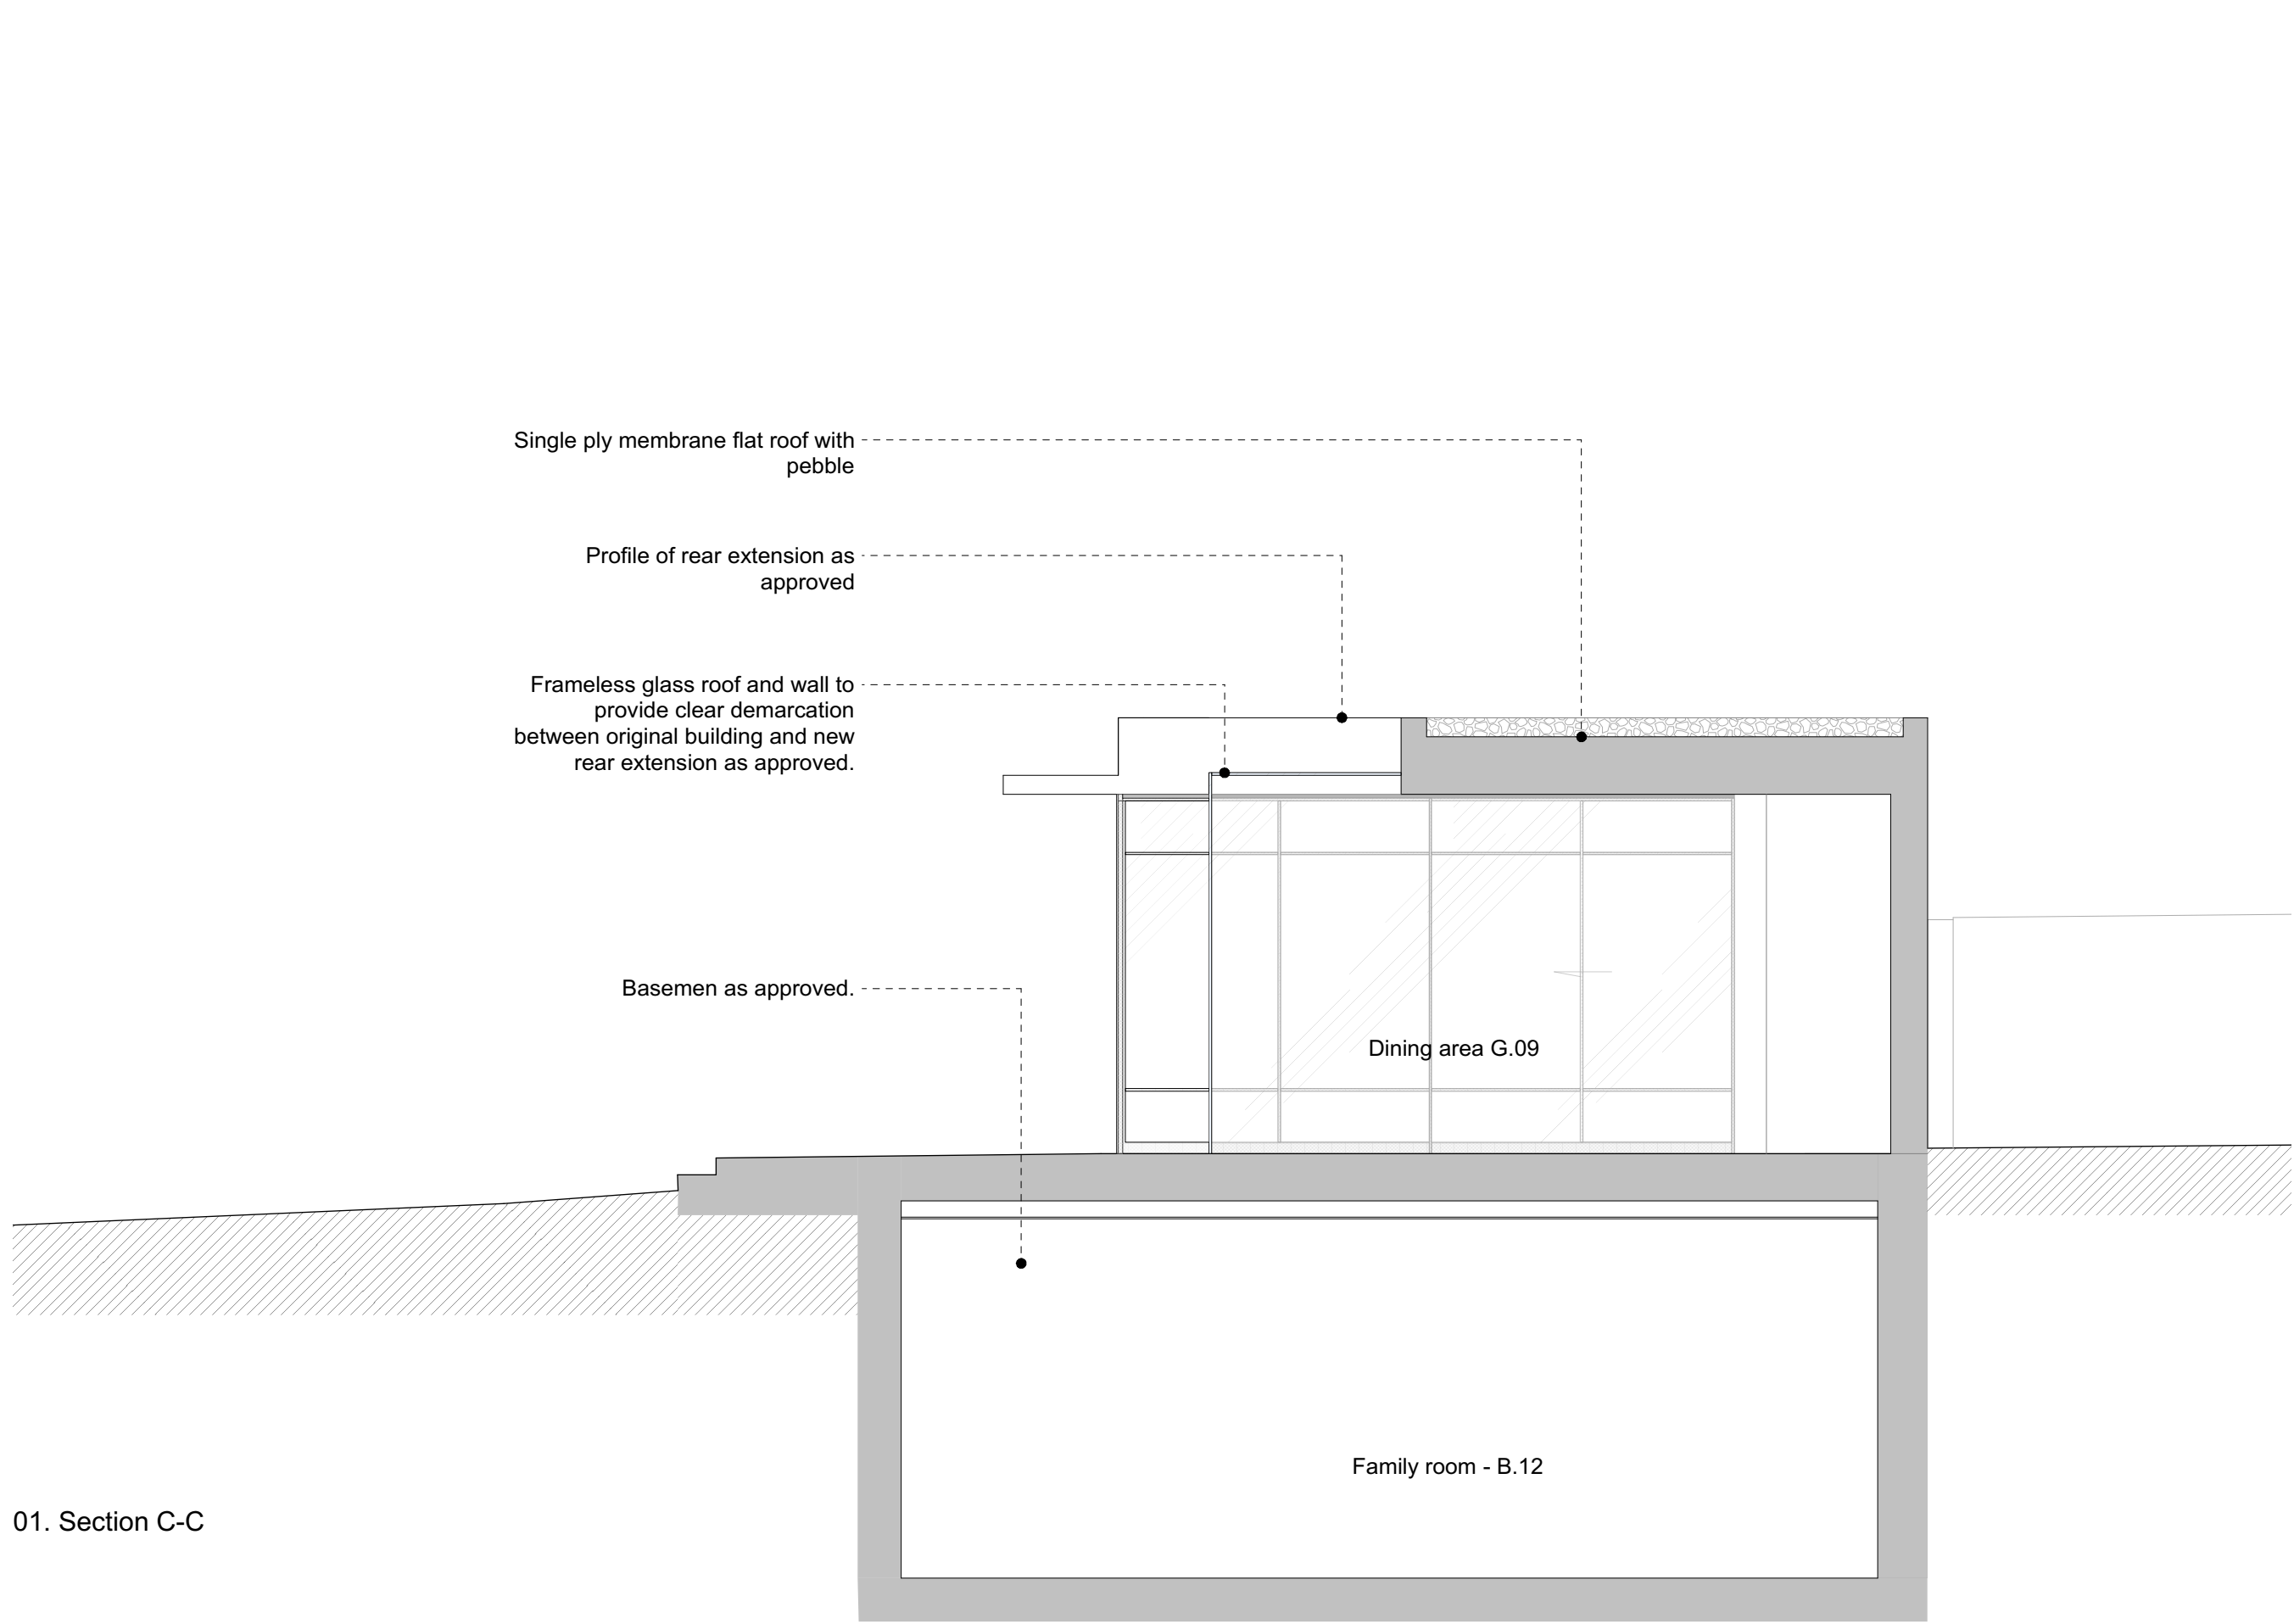 Single ply membrane flat roof with
pebble
Profile of rear extension as
approved
Frameless glass roof and wall to
provide clear demarcation
between original building and new
rear extension as approved.
Basemen as approved.
Dining area G.09
Family room - B.12
01. Section C-C